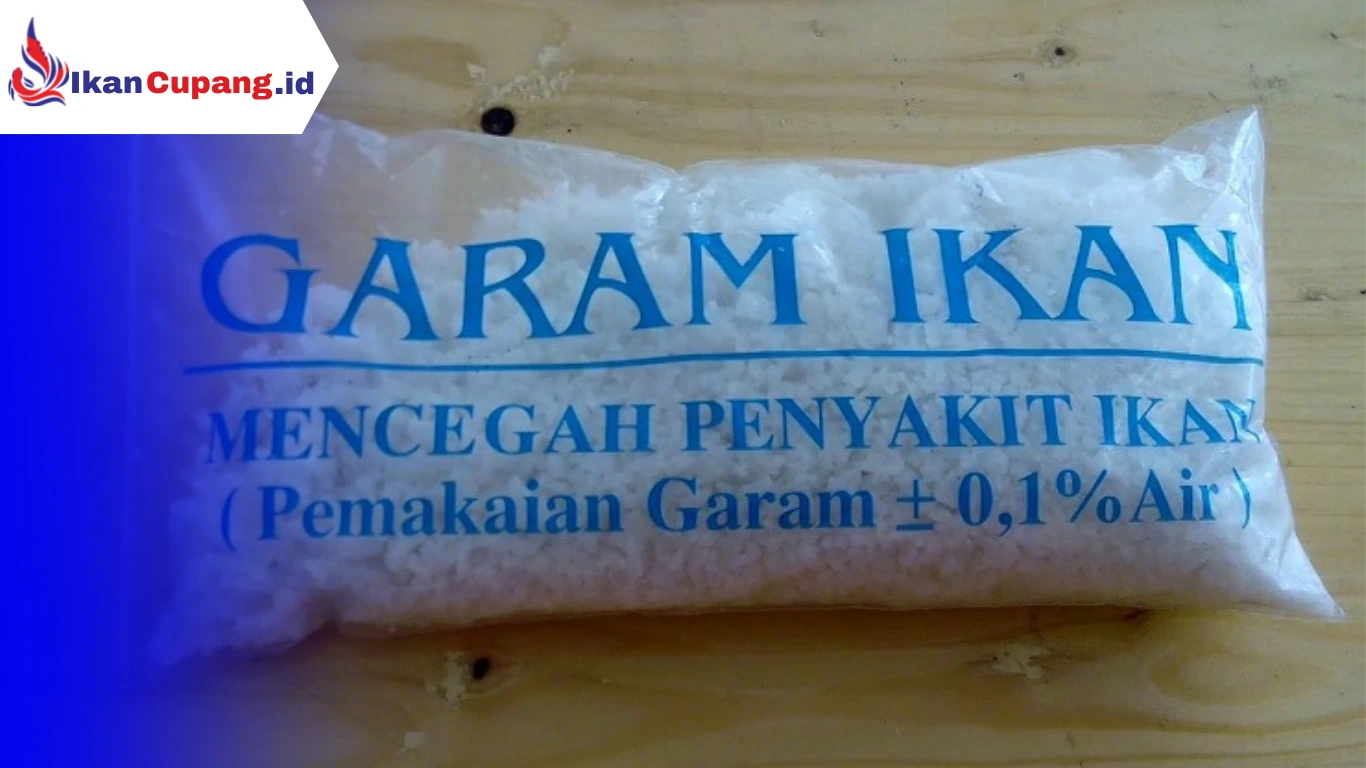 IkanCupang.id
GARAM IKAN
MENCEGAH PENYAKIT IKAN
( Pemakaian Garam ± 0,1% Air )